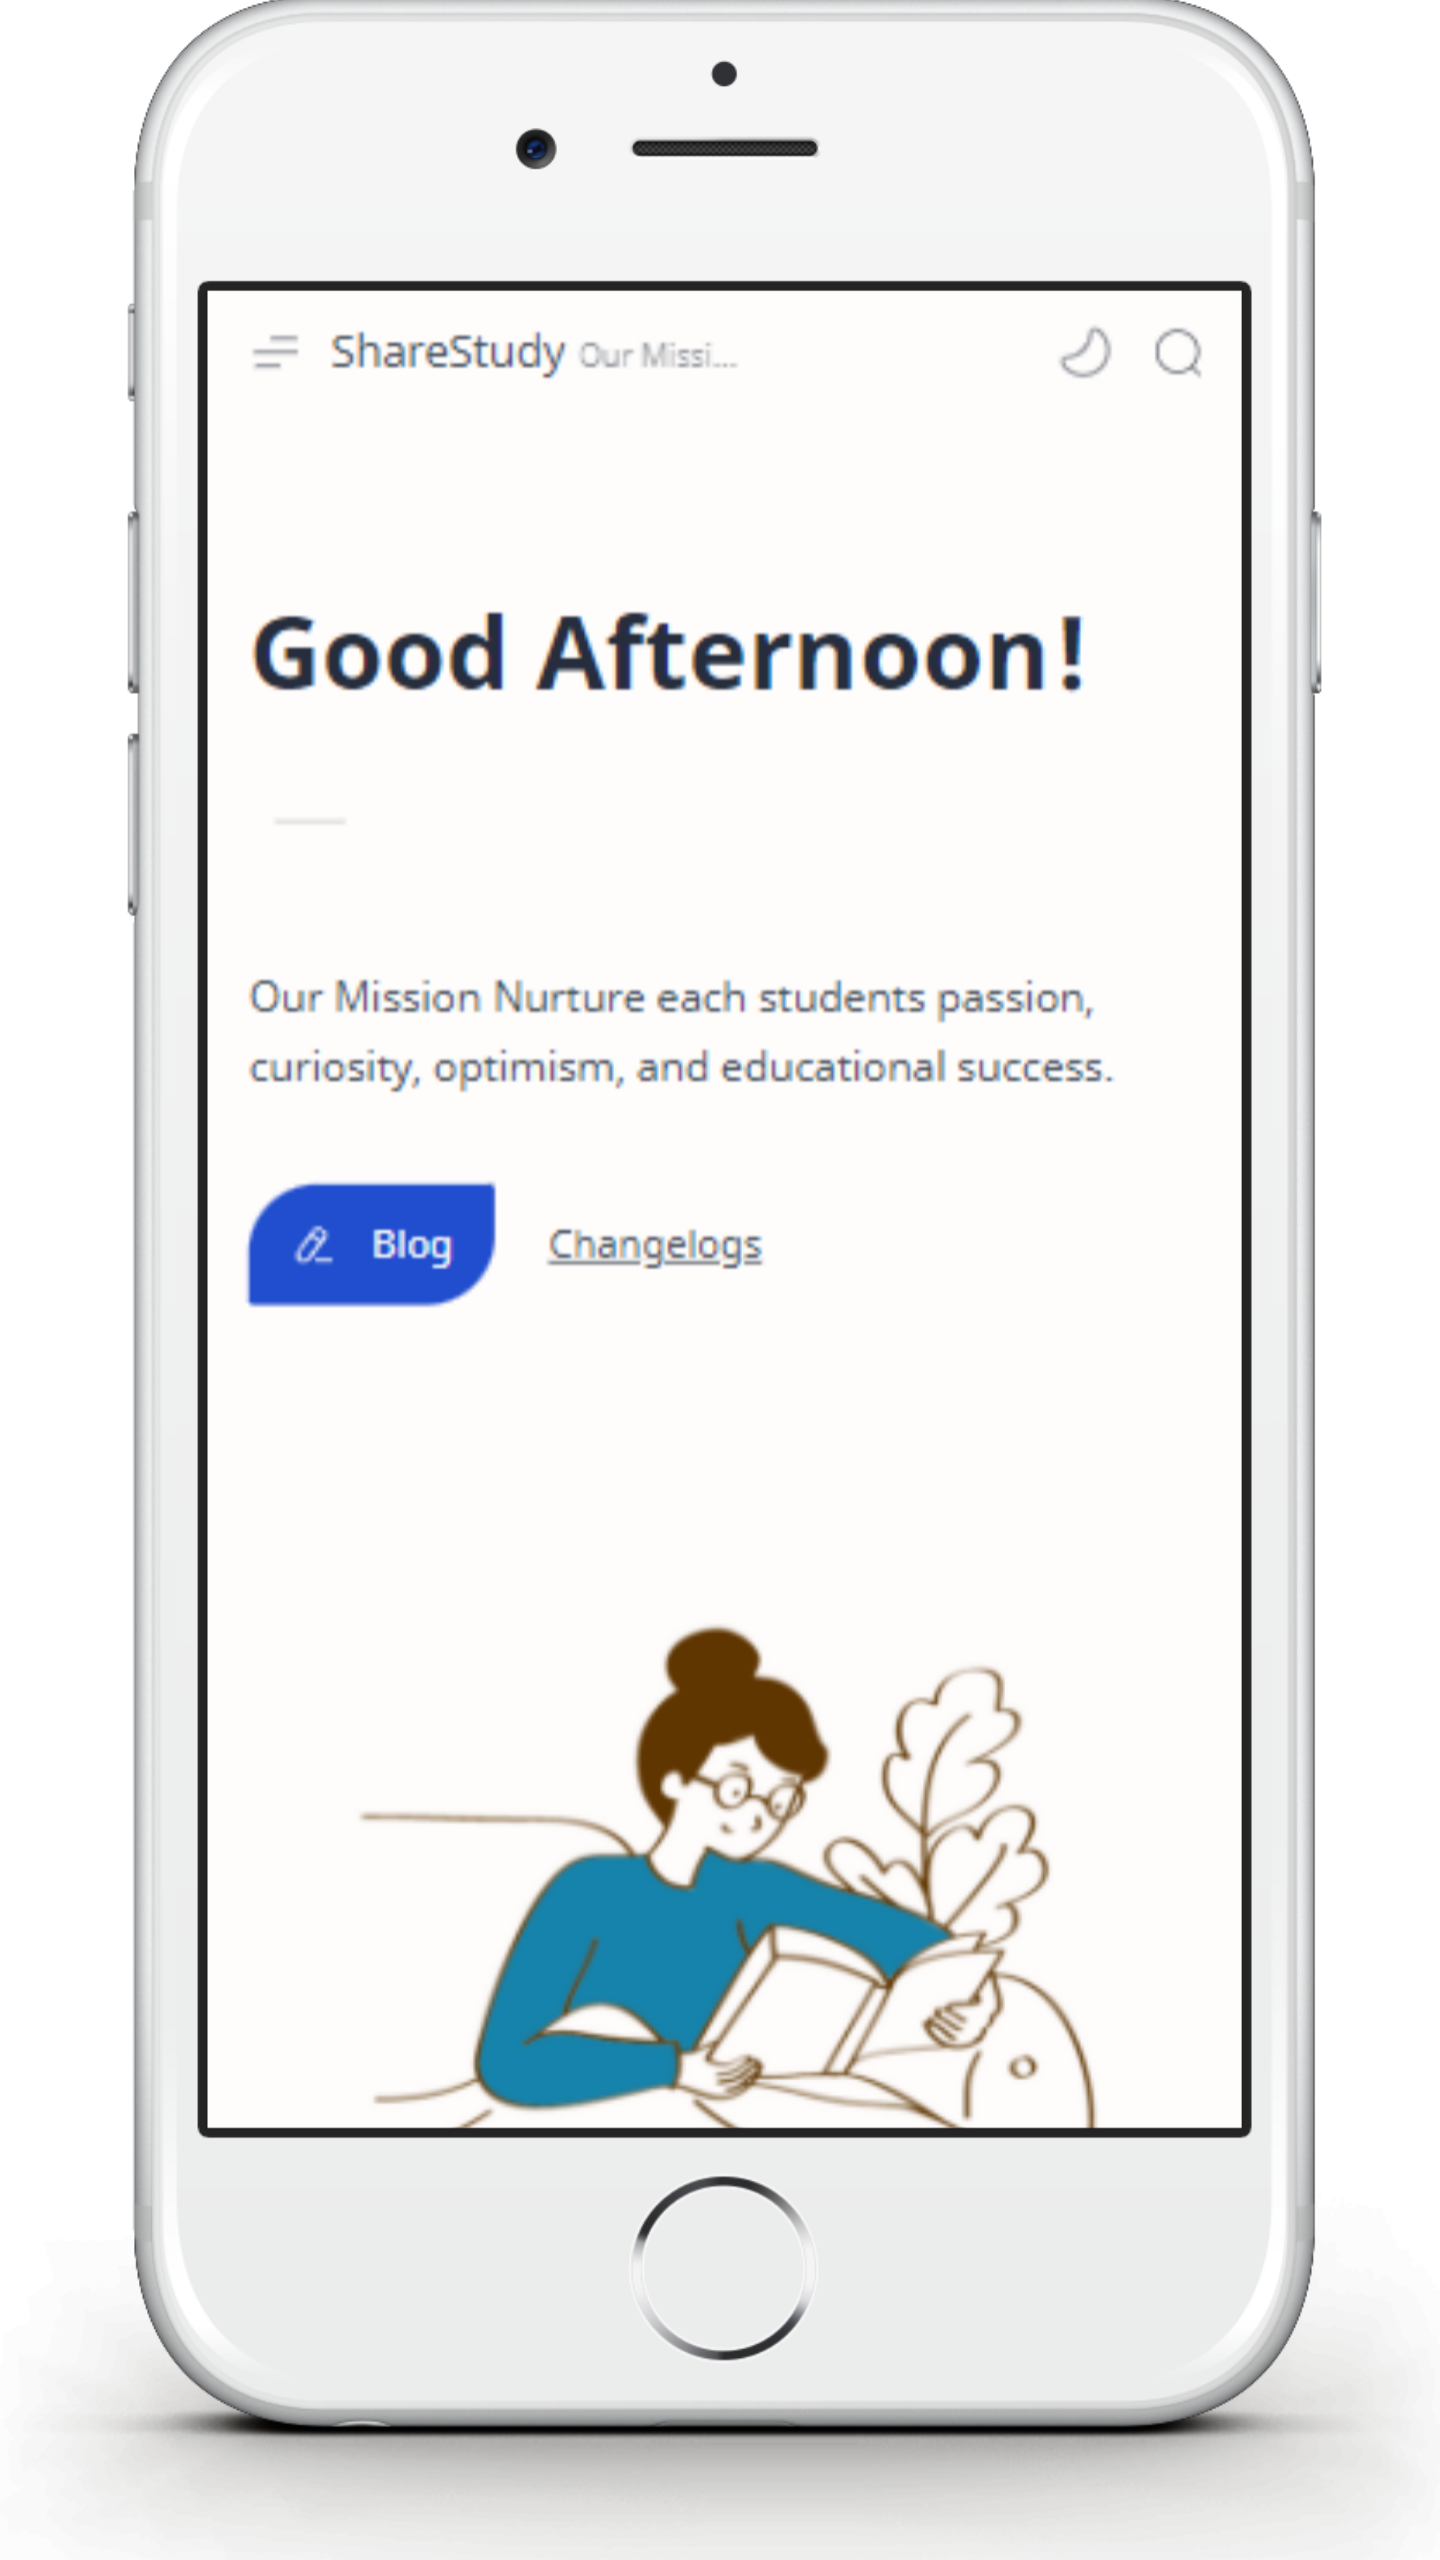 ShareStudy Our Missi...
Good Afternoon!
Our Mission Nurture each students passion,
curiosity, optimism, and educational success.
Blog Changelogs